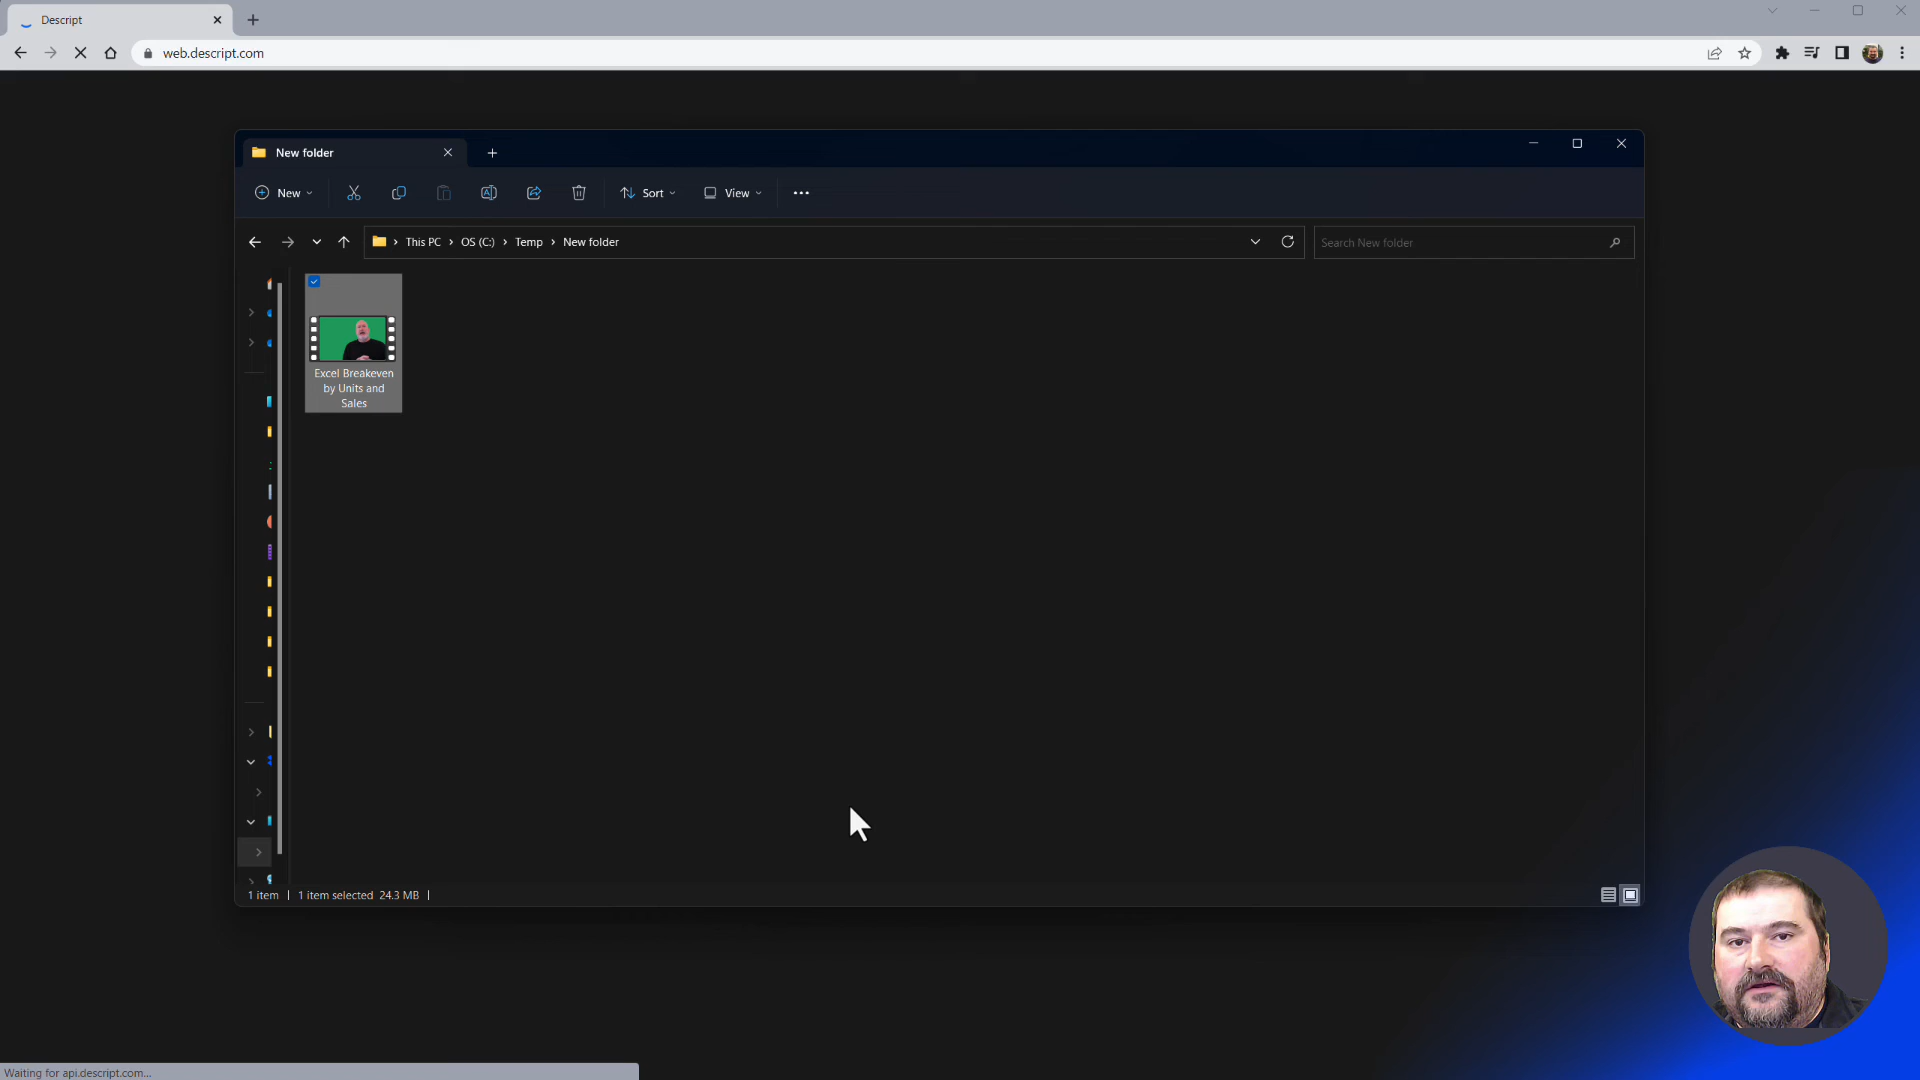 Descript
web.descript.com
New folder
New
Sort
View
This PC
OS (C:)
Temp
New folder
Search New folder
Excel Breakeven
by Units and
Sales
1 item
1 item selected 24.3 MB
Waiting for api.descript.com...